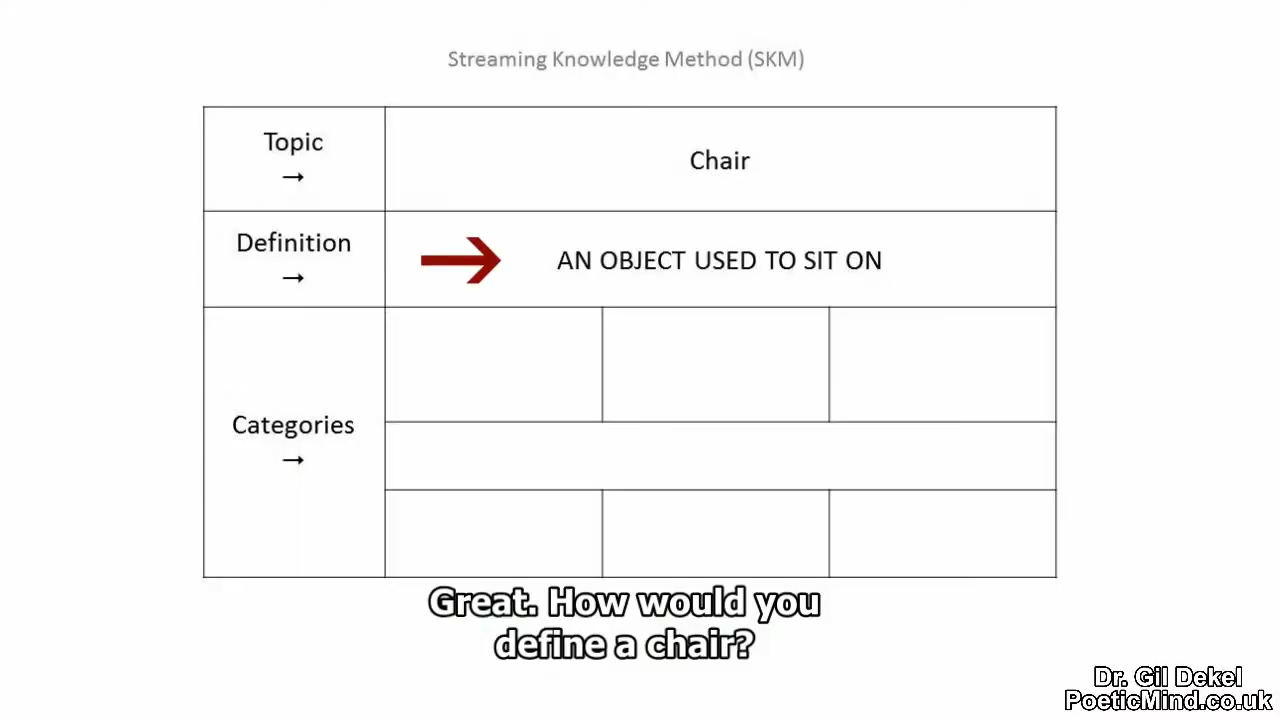 Streaming Knowledge Method (SKM)
Topic
→
Chair
Definition
→
→ AN OBJECT USED TO SIT ON
Categories
→
Great. How would you
define a chair?
Dr. Gil Dekel
PoeticMind.co.uk